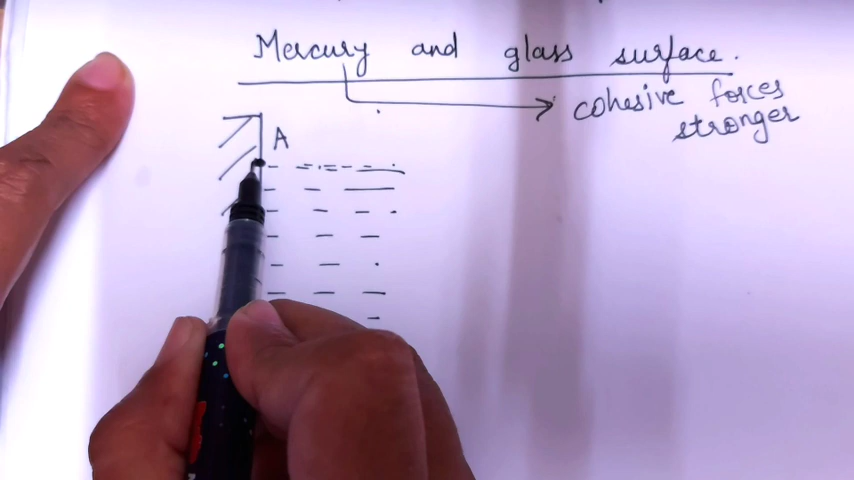 Mercury and glass surface.
cohesive forces
stronger
A